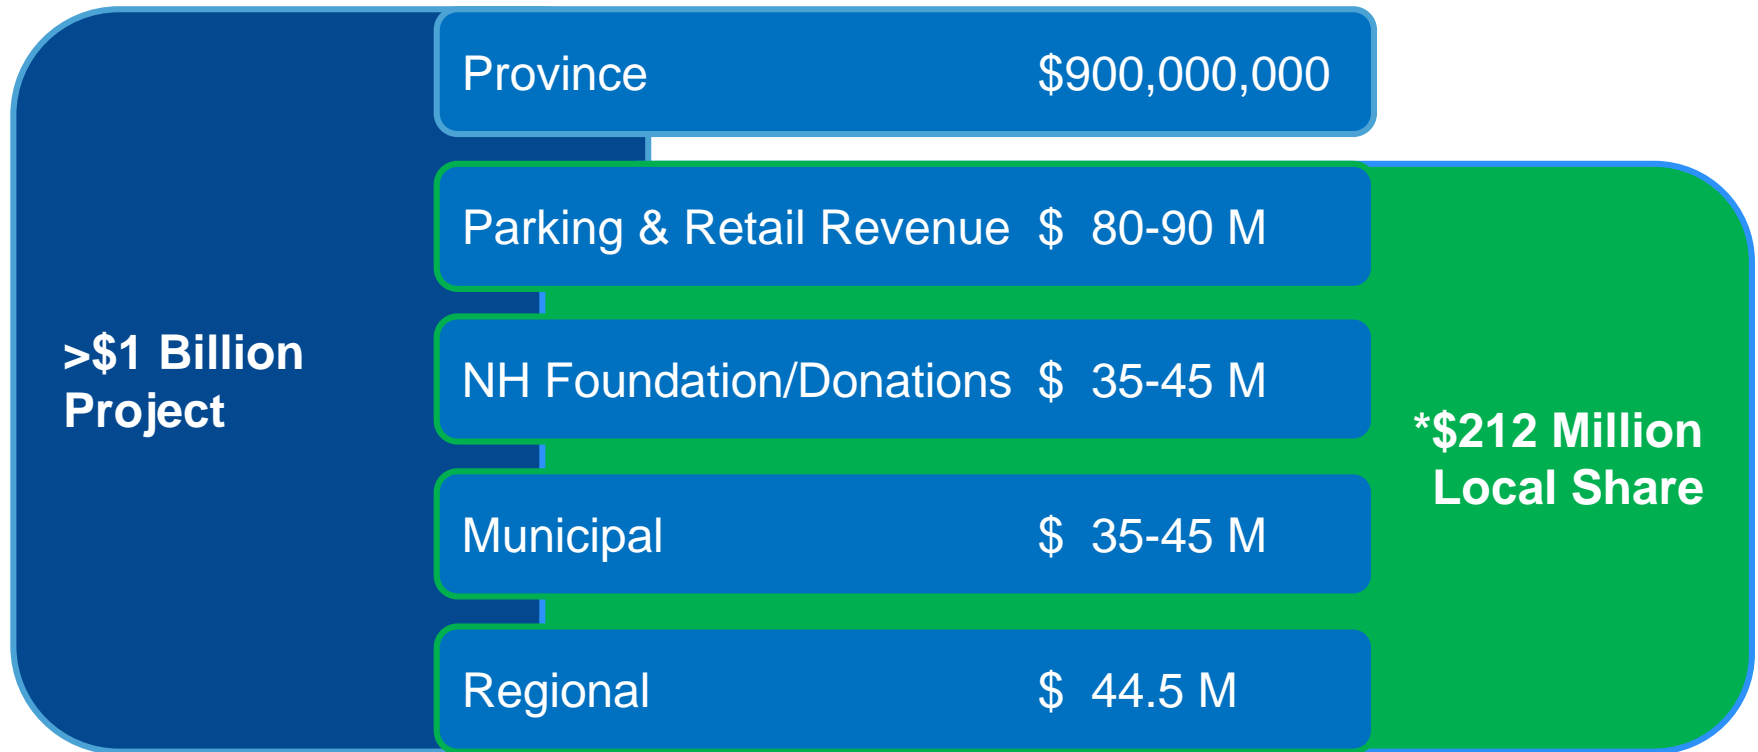 Province $900,000,000
Parking & Retail Revenue $ 80-90 M
>$1 Billion
Project
NH Foundation/Donations $ 35-45 M
*$212 Million
Local Share
Municipal $ 35-45 M
Regional $ 44.5 M